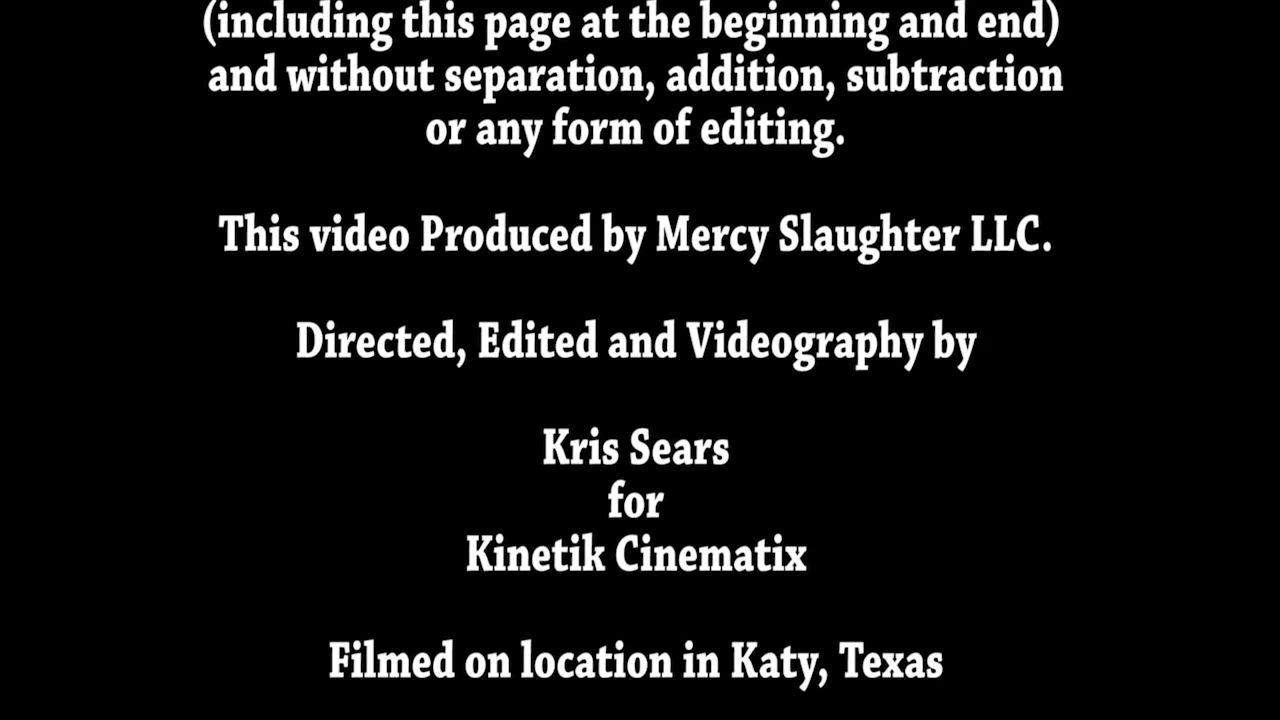 (including this page at the beginning and end)
and without separation, addition, subtraction
or any form of editing.
This video Produced by Mercy Slaughter LLC.
Directed, Edited and Videography by
Kris Sears
for
Kinetik Cinematix
Filmed on location in Katy, Texas